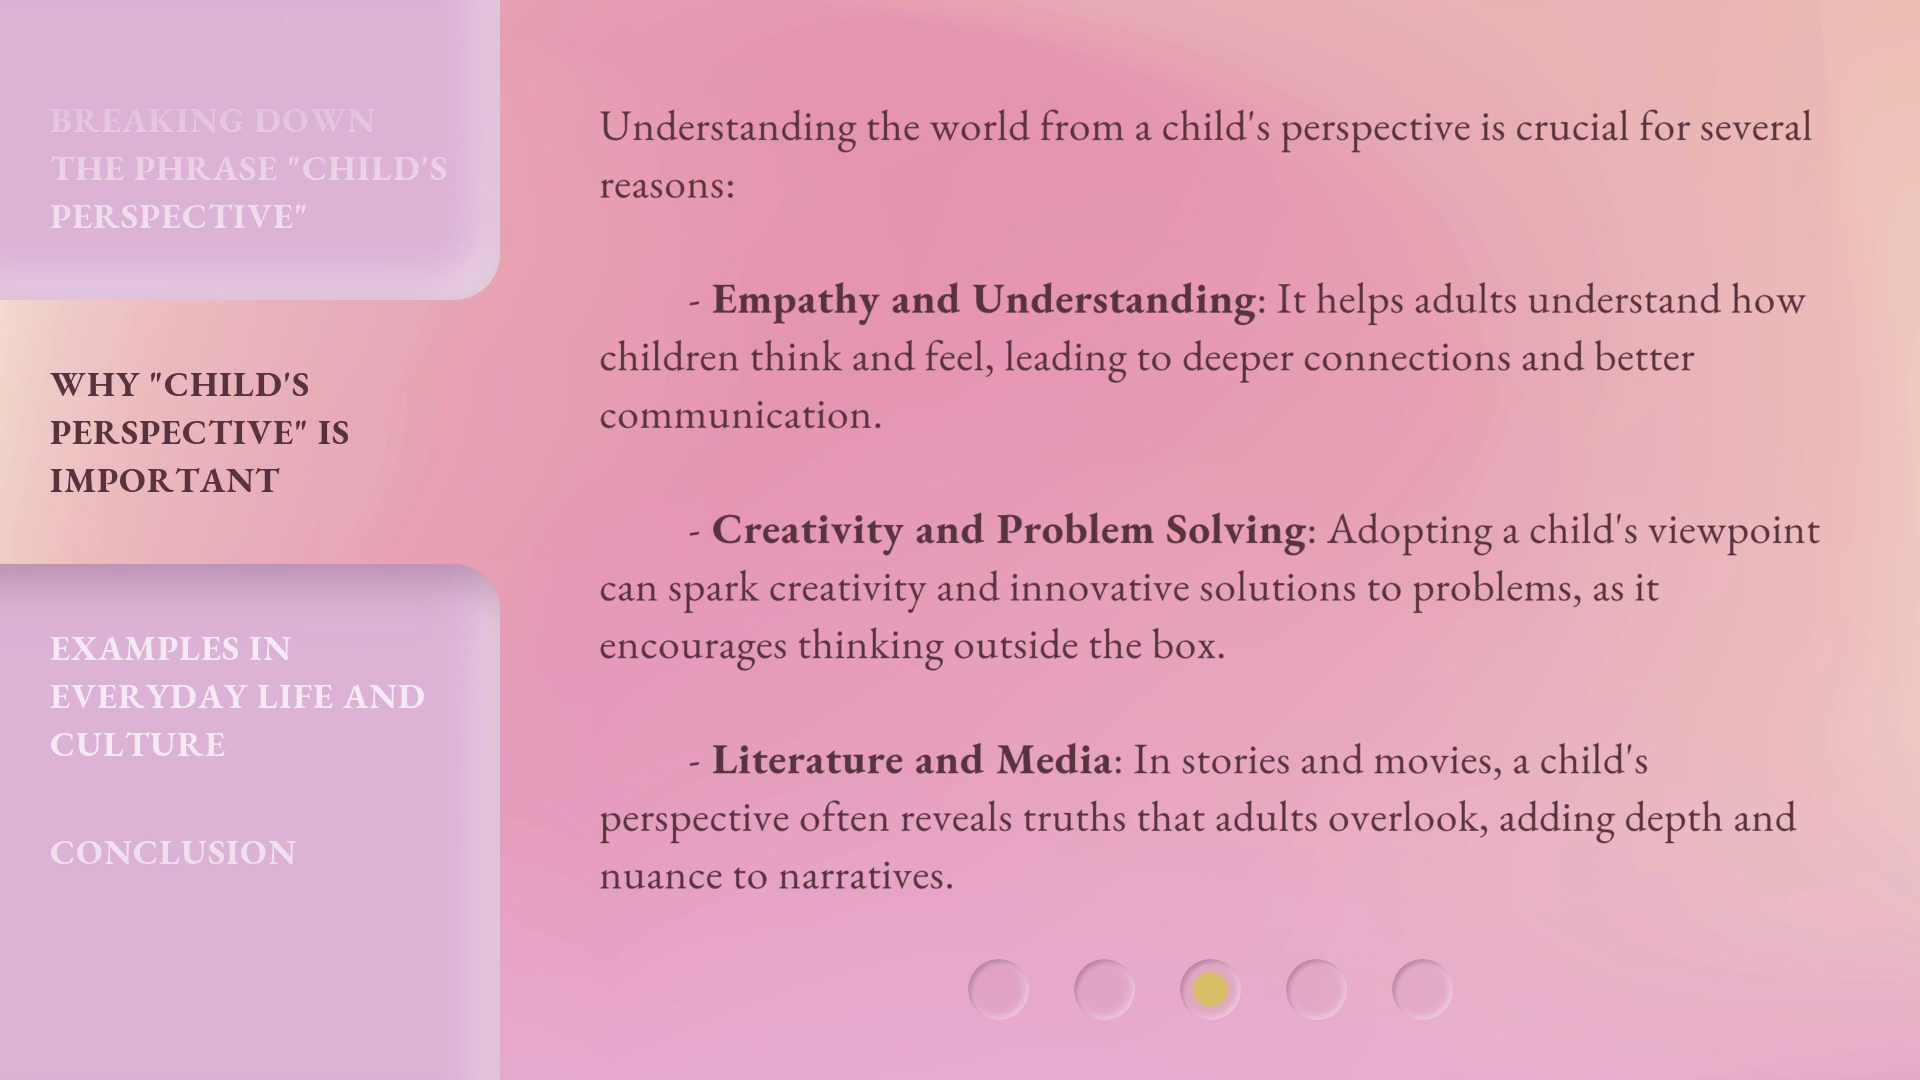 BREAKING DOWN
THE PHRASE "CHILD'S
PERSPECTIVE"
WHY "CHILD'S
PERSPECTIVE" IS
IMPORTANT
EXAMPLES IN
EVERYDAY LIFE AND
CULTURE
CONCLUSION
Understanding the world from a child's perspective is crucial for several
reasons:
- Empathy and Understanding: It helps adults understand how
children think and feel, leading to deeper connections and better
communication.
- Creativity and Problem Solving: Adopting a child's viewpoint
can spark creativity and innovative solutions to problems, as it
encourages thinking outside the box.
- Literature and Media: In stories and movies, a child's
perspective often reveals truths that adults overlook, adding depth and
nuance to narratives.